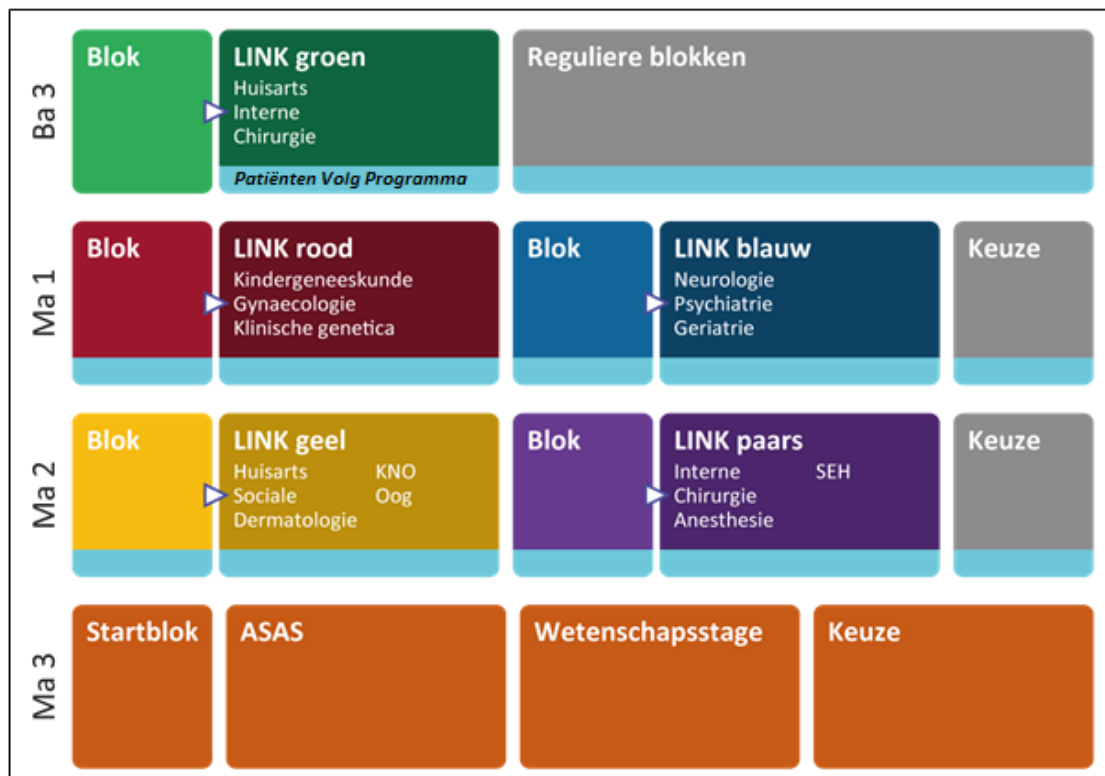 Ba 3
Blok
LINK groen
Huisarts
Interne
Chirurgie
Patiënten Volg Programma
Reguliere blokken
Ma 1
Blok
LINK rood
Kindergeneeskunde
Gynaecologie
Klinische genetica
Blok
LINK blauw
Neurologie
Psychiatrie
Geriatrie
Keuze
Ma 2
Blok
LINK geel
Huisarts KNO
Sociale Oog
Dermatologie
Blok
LINK paars
Interne SEH
Chirurgie
Anesthesie
Keuze
Ma 3
Startblok
ASAS
Wetenschapsstage
Keuze